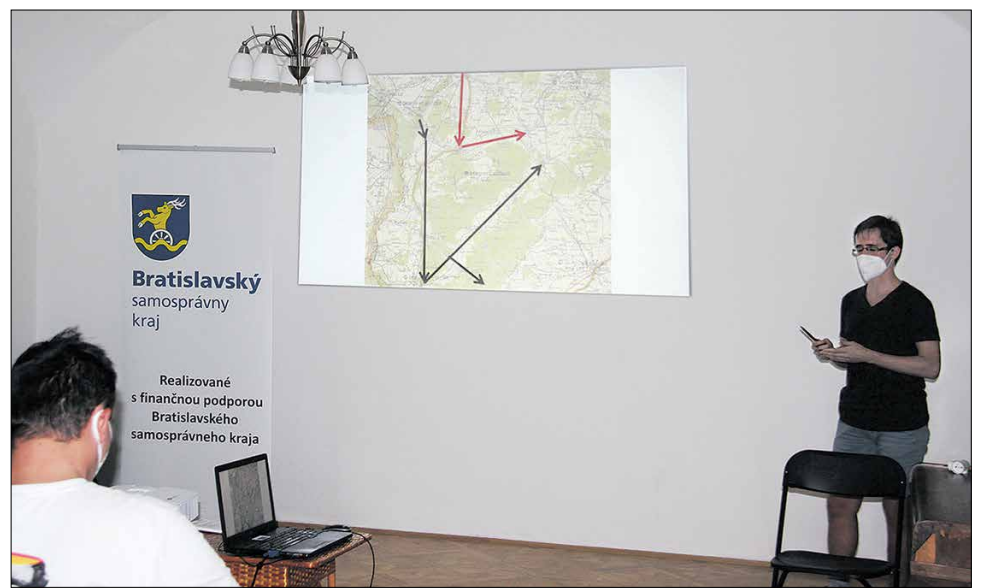 Bratislavský
samosprávny
kraj
Realizované
s finančnou podporou
Bratislavského
samosprávneho kraja